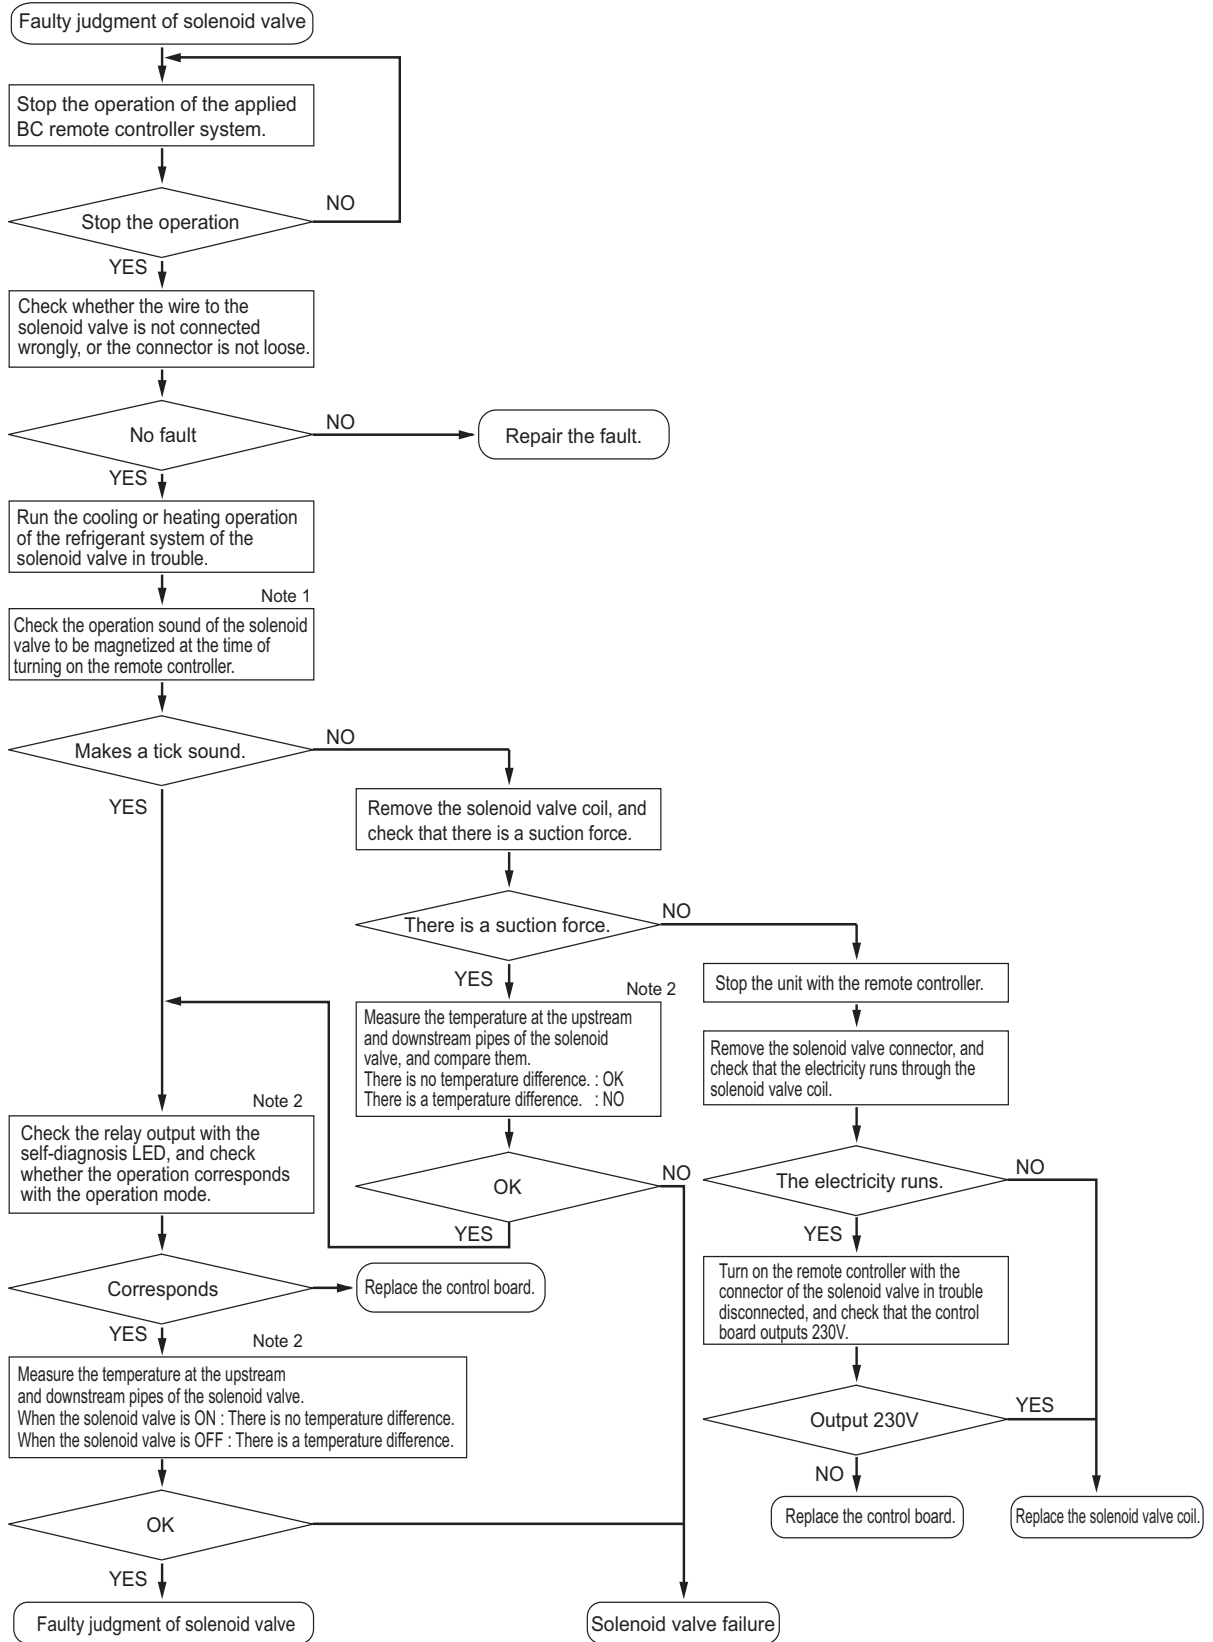 Faulty judgment of solenoid valve
Stop the operation of the applied
BC remote controller system.
NO
Stop the operation
YES
Check whether the wire to the
solenoid valve is not connected
wrongly, or the connector is not loose.
NO
No fault
Repair the fault.
YES
Run the cooling or heating operation
of the refrigerant system of the
solenoid valve in trouble.
Note 1
Check the operation sound of the solenoid
valve to be magnetized at the time of
turning on the remote controller.
NO
Makes a tick sound.
YES
Remove the solenoid valve coil, and
check that there is a suction force.
NO
There is a suction force.
YES
Note 2
Measure the temperature at the upstream
and downstream pipes of the solenoid
valve, and compare them.
There is no temperature difference. : OK
There is a temperature difference. : NO
Stop the unit with the remote controller.
Remove the solenoid valve connector, and
check that the electricity runs through the
solenoid valve coil.
Note 2
Check the relay output with the
self-diagnosis LED, and check
whether the operation corresponds
with the operation mode.
NO
OK
YES
NO
The electricity runs.
YES
Turn on the remote controller with the
connector of the solenoid valve in trouble
disconnected, and check that the control
board outputs 230V.
Corresponds
Replace the control board.
YES
Note 2
Measure the temperature at the upstream
and downstream pipes of the solenoid valve.
When the solenoid valve is ON : There is no temperature difference.
When the solenoid valve is OFF : There is a temperature difference.
YES
Output 230V
NO
Replace the control board.
Replace the solenoid valve coil.
OK
YES
Faulty judgment of solenoid valve
Solenoid valve failure